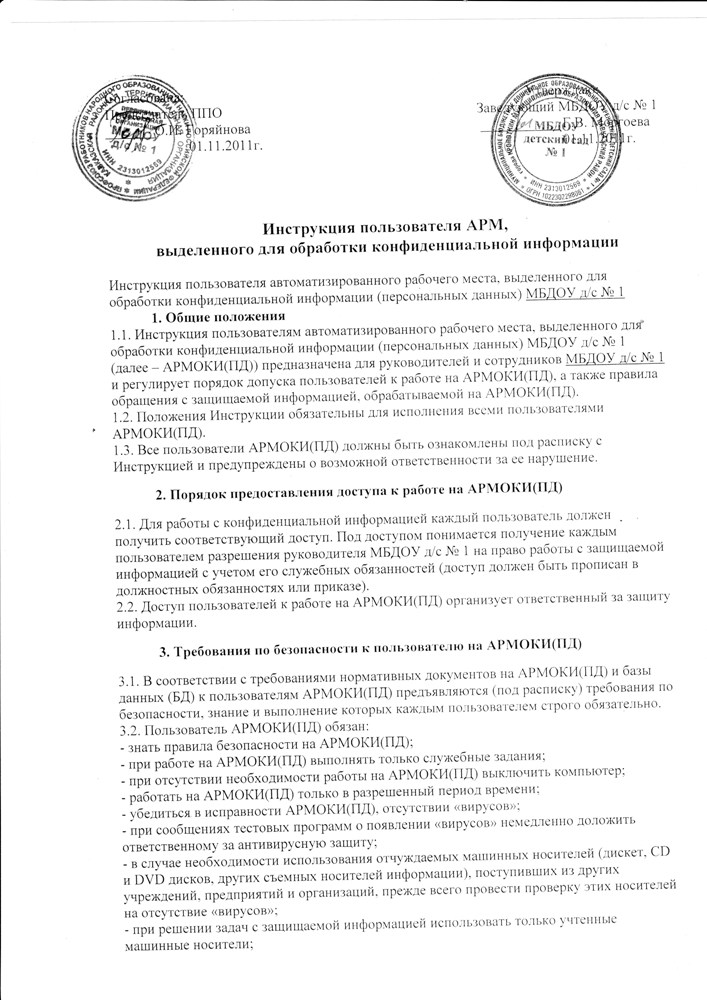 Согласовано
Председатель ППО
О.И. Горяйнова
01.11.2011г.
Утверждаю
Заведующий МБДОУ д/с № 1
01.11.2011г.
МБДОУ
детский сад
№ 1
д/с № 1
ИНН 2313012569
Инструкция пользователя АРМ,
выделенного для обработки конфиденциальной информации
Инструкция пользователя автоматизированного рабочего места, выделенного для
обработки конфиденциальной информации (персональных данных) МБДОУ д/с № 1
1. Общие положения
1.1. Инструкция пользователям автоматизированного рабочего места, выделенного для
обработки конфиденциальной информации (персональных данных) МБДОУ д/с № 1
(далее – АРМОКИ(ПД)) предназначена для руководителей и сотрудников МБДОУ д/с № 1
и регулирует порядок допуска пользователей к работе на АРМОКИ(ПД), а также правила
обращения с защищаемой информацией, обрабатываемой на АРМОКИ(ПД).
1.2. Положения Инструкции обязательны для исполнения всеми пользователями
АРМОКИ(ПД).
1.3. Все пользователи АРМОКИ(ПД) должны быть ознакомлены под расписку с
Инструкцией и предупреждены о возможной ответственности за ее нарушение.
2. Порядок предоставления доступа к работе на АРМОКИ(ПД)
2.1. Для работы с конфиденциальной информацией каждый пользователь должен
получить соответствующий доступ. Под доступом понимается получение каждым
пользователем разрешения руководителя МБДОУ д/с № 1 на право работы с защищаемой
информацией с учетом его служебных обязанностей (доступ должен быть прописан в
должностных обязанностях или приказе).
2.2. Доступ пользователей к работе на АРМОКИ(ПД) организует ответственный за защиту
информации.
3. Требования по безопасности к пользователю на АРМОКИ(ПД)
3.1. В соответствии с требованиями нормативных документов на АРМОКИ(ПД) и базы
данных (БД) к пользователям АРМОКИ(ПД) предъявляются (под расписку) требования по
безопасности, знание и выполнение которых каждым пользователем строго обязательно.
3.2. Пользователь АРМОКИ(ПД) обязан:
- знать правила безопасности на АРМОКИ(ПД);
- при работе на АРМОКИ(ПД) выполнять только служебные задания;
- при отсутствии необходимости работы на АРМОКИ(ПД) выключить компьютер;
- работать на АРМОКИ(ПД) только в разрешенный период времени;
- убедиться в исправности АРМОКИ(ПД), отсутствии «вирусов»;
- при сообщениях тестовых программ о появлении «вирусов» немедленно доложить
ответственному за антивирусную защиту;
- в случае необходимости использования отчуждаемых машинных носителей (дискет, CD
и DVD дисков, других съемных носителей информации), поступивших из других
учреждений, предприятий и организаций, прежде всего провести проверку этих носителей
на отсутствие «вирусов»;
- при решении задач с защищаемой информацией использовать только учтенные
машинные носители;